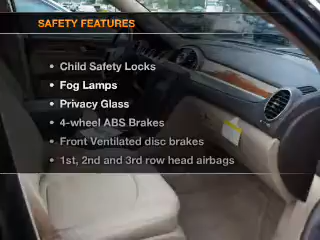 SAFETY FEATURES
• Child Safety Locks
• Fog Lamps
• Privacy Glass
• 4-wheel ABS Brakes
• Front Ventilated disc brakes
• 1st, 2nd and 3rd row head airbags